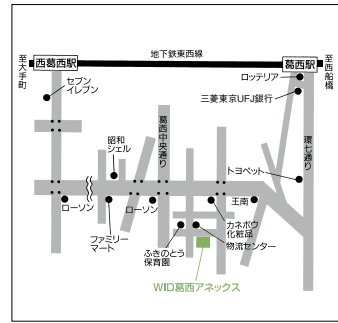 地下鉄東西線
至大手町
西葛西駅
葛西駅
至西船橋
ロッテリア
セブン
イレブン
三菱東京UFJ銀行
葛西中央通り
環七通り
昭和
シェル
トヨペット
ローソン
ファミリー
マート
ローソン
カネボウ
化粧品
王南
ふきのとう
保育園
物流センター
WID葛西アネックス